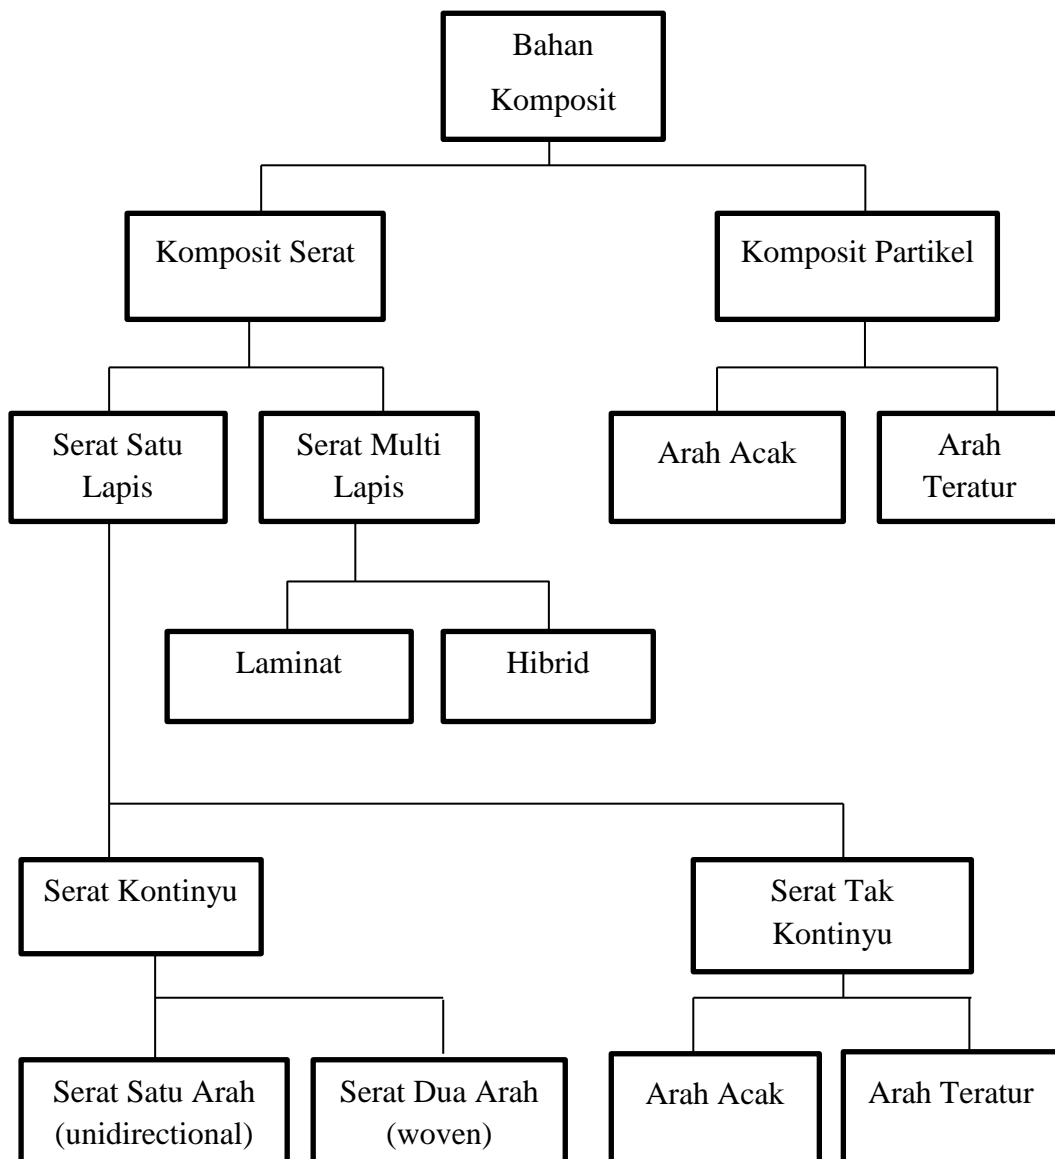 Bahan
Komposit
Komposit Serat
Komposit Partikel
Serat Satu
Lapis
Serat Multi
Lapis
Arah Acak
Arah
Teratur
Laminat
Hibrid
Serat Kontinyu
Serat Tak
Kontinyu
Serat Satu Arah
(unidirectional)
Serat Dua Arah
(woven)
Arah Acak
Arah Teratur